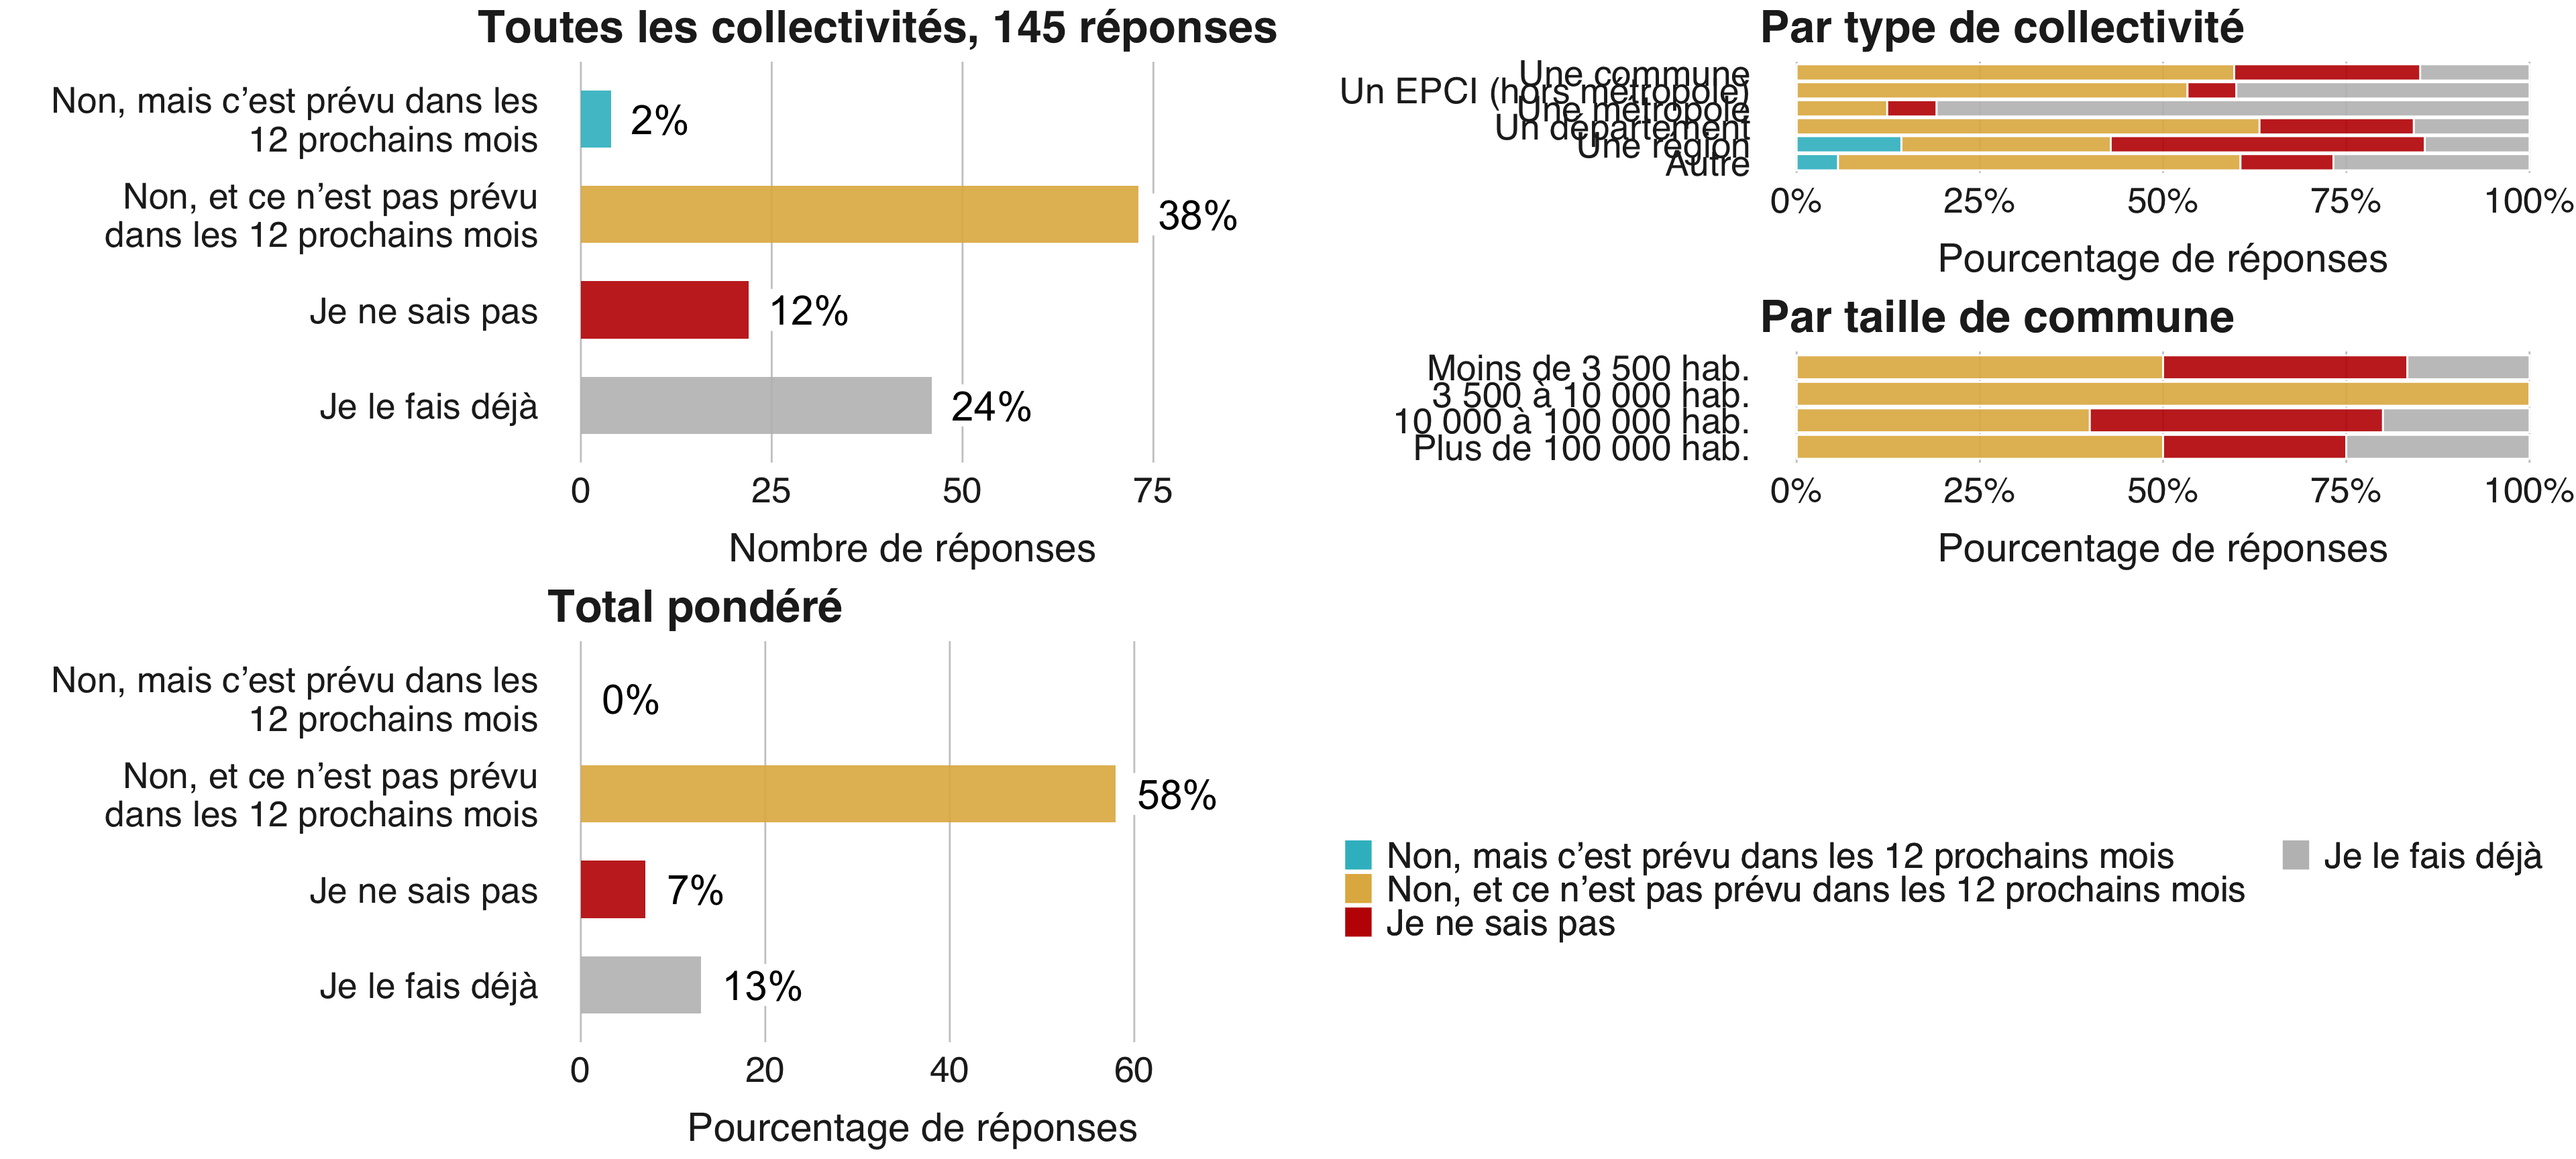 Toutes les collectivités, 145 réponses
Non, mais c’est prévu dans les
12 prochains mois
2%
Non, et ce n’est pas prévu
dans les 12 prochains mois
38%
Je ne sais pas
12%
Je le fais déjà
24%
0 25 50 75
Nombre de réponses
Par type de collectivité
Une commune
Un EPCI (hors métropole)
Une métropole
Un département
Une région
Autre
0% 25% 50% 75% 100%
Pourcentage de réponses
Par taille de commune
Moins de 3 500 hab.
3 500 à 10 000 hab.
10 000 à 100 000 hab.
Plus de 100 000 hab.
0% 25% 50% 75% 100%
Pourcentage de réponses
Total pondéré
Non, mais c’est prévu dans les
12 prochains mois
0%
Non, et ce n’est pas prévu
dans les 12 prochains mois
58%
Je ne sais pas
7%
Je le fais déjà
13%
0 20 40 60
Pourcentage de réponses
Non, mais c’est prévu dans les 12 prochains mois
Non, et ce n’est pas prévu dans les 12 prochains mois
Je ne sais pas
Je le fais déjà